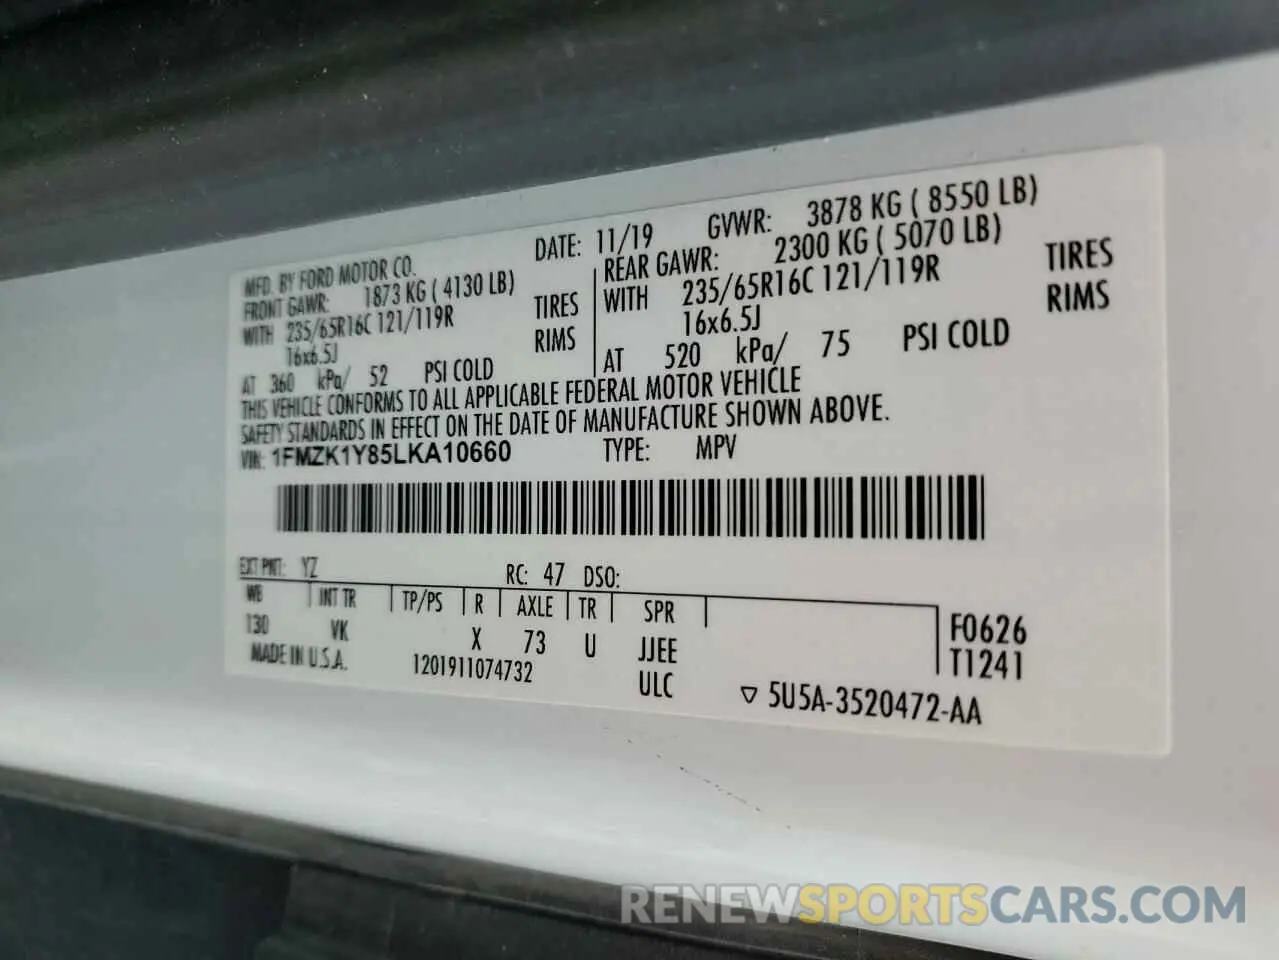 MFD. BY FORD MOTOR CO. DATE: 11/19 GVWR: 3878 KG ( 8550 LB)
FRONT GAWR: 1873 KG ( 4130 LB) REAR GAWR: 2300 KG ( 5070 LB)
WITH 235/65R16C 121/119R TIRES WITH 235/65R16C 121/119R TIRES
16x6.5J RIMS 16x6.5J RIMS
AT 360 kPa/ 52 PSI COLD AT 520 kPa/ 75 PSI COLD
THIS VEHICLE CONFORMS TO ALL APPLICABLE FEDERAL MOTOR VEHICLE
SAFETY STANDARDS IN EFFECT ON THE DATE OF MANUFACTURE SHOWN ABOVE.
VIN: 1FMZK1Y85LKA10660 TYPE: MPV
EXT PNT: YZ RC: 47 DSO:
WB INT TR TP/PS R AXLE TR SPR
130 VK X 73 U JJEE F0626
MADE IN U.S.A. 1201911074732 ULC T1241
▽ 5U5A-3520472-AA
RENEWSPORTSCARS.COM